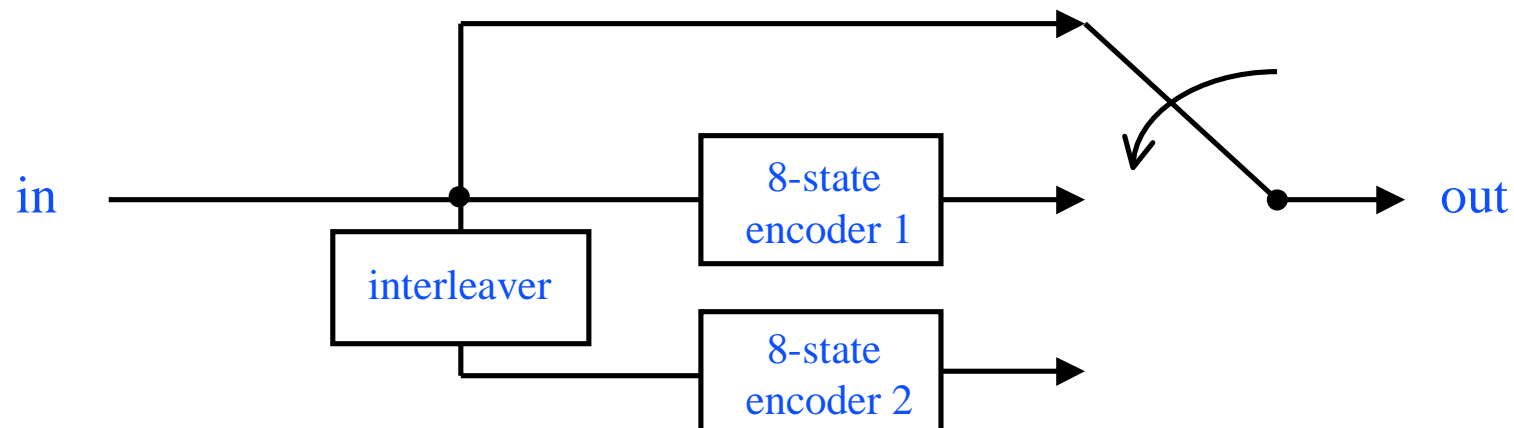 in
8-state
encoder 1
out
interleaver
8-state
encoder 2